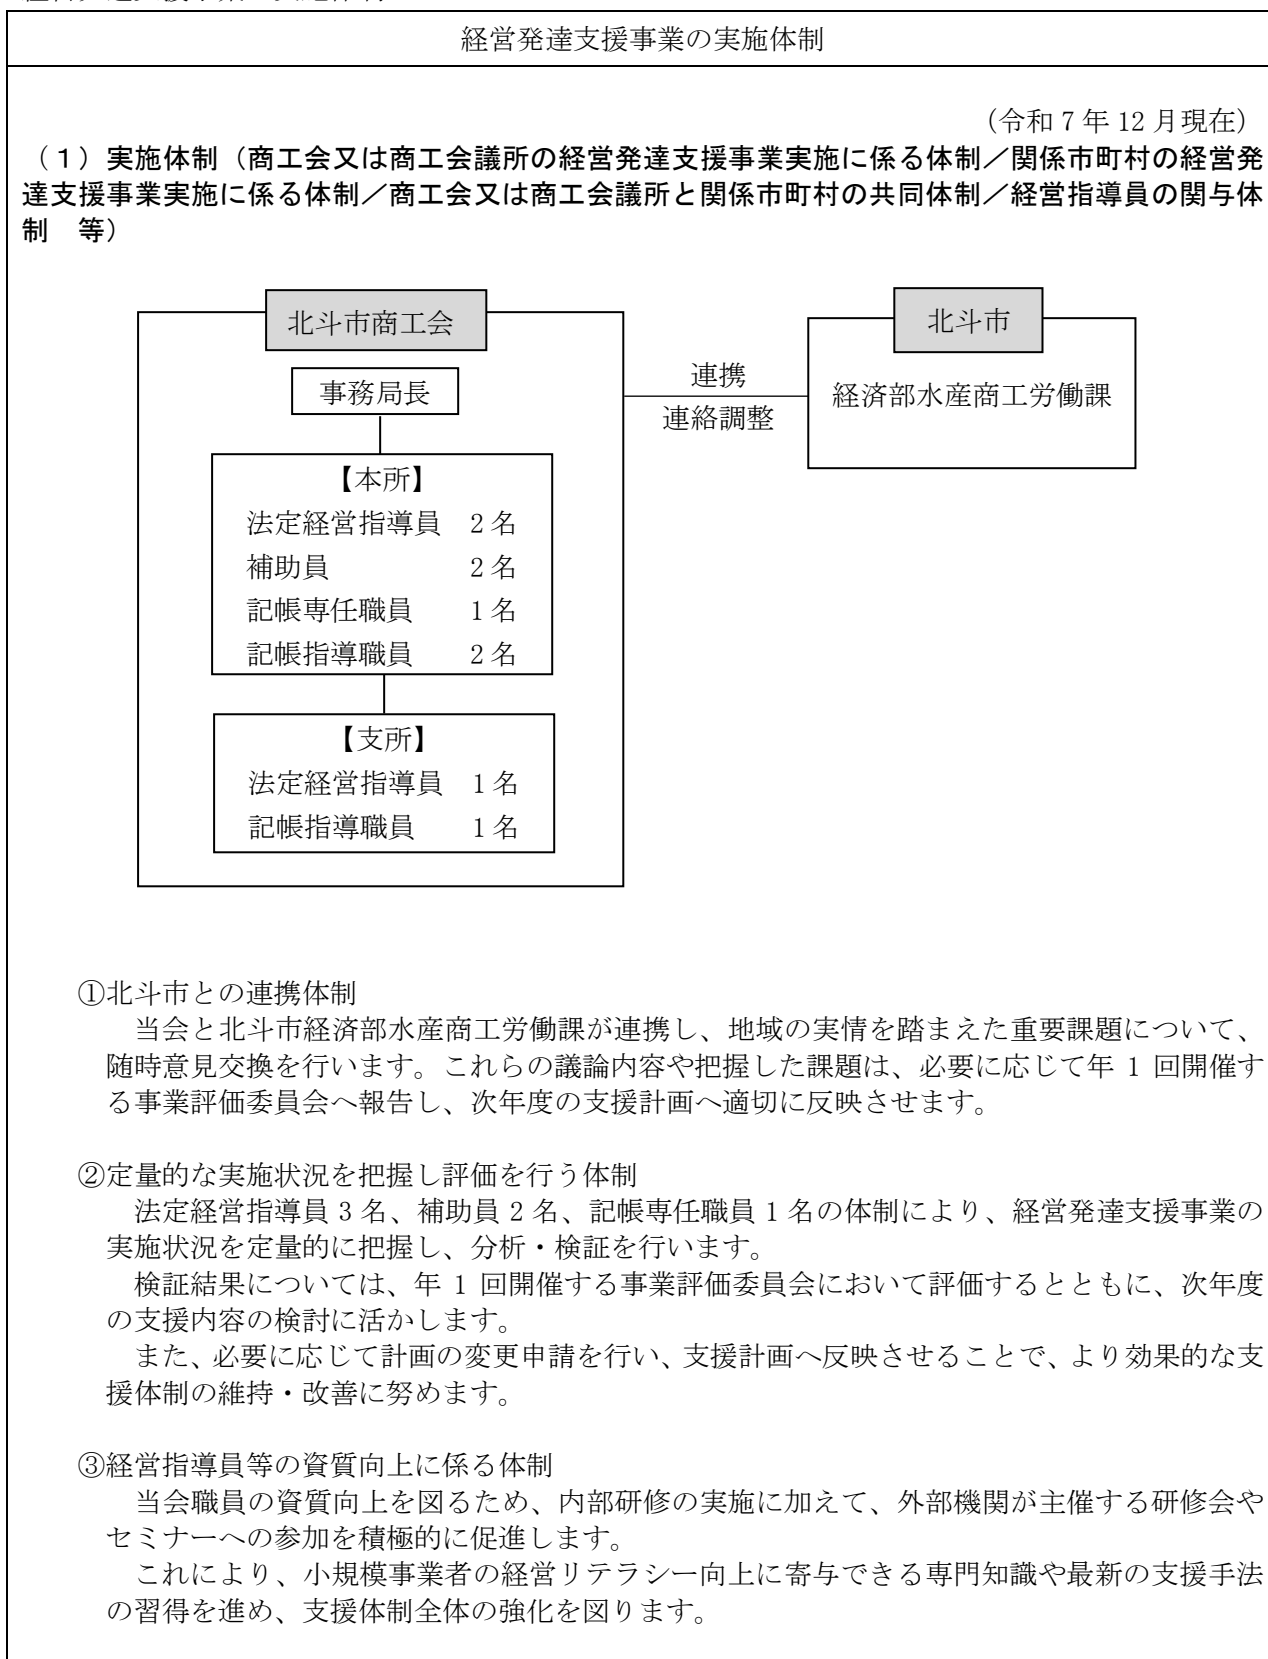 経営発達支援事業の実施体制
（令和 7 年 12 月現在）
（１）実施体制（商工会又は商工会議所の経営発達支援事業実施に係る体制／関係市町村の経営発
達支援事業実施に係る体制／商工会又は商工会議所と関係市町村の共同体制／経営指導員の関与体
制　等）
北斗市商工会
事務局長
【本所】
法定経営指導員　2 名
補助員　2 名
記帳専任職員　1 名
記帳指導職員　2 名
【支所】
法定経営指導員　1 名
記帳指導職員　1 名
連携
連絡調整
北斗市
経済部水産商工労働課
①北斗市との連携体制
当会と北斗市経済部水産商工労働課が連携し、地域の実情を踏まえた重要課題について、
随時意見交換を行います。これらの議論内容や把握した課題は、必要に応じて年 1 回開催す
る事業評価委員会へ報告し、次年度の支援計画へ適切に反映させます。
②定量的な実施状況を把握し評価を行う体制
法定経営指導員 3 名、補助員 2 名、記帳専任職員 1 名の体制により、経営発達支援事業の
実施状況を定量的に把握し、分析・検証を行います。
検証結果については、年 1 回開催する事業評価委員会において評価するとともに、次年度
の支援内容の検討に活かします。
また、必要に応じて計画の変更申請を行い、支援計画へ反映させることで、より効果的な支
援体制の維持・改善に努めます。
③経営指導員等の資質向上に係る体制
当会職員の資質向上を図るため、内部研修の実施に加えて、外部機関が主催する研修会や
セミナーへの参加を積極的に促進します。
これにより、小規模事業者の経営リテラシー向上に寄与できる専門知識や最新の支援手法
の習得を進め、支援体制全体の強化を図ります。